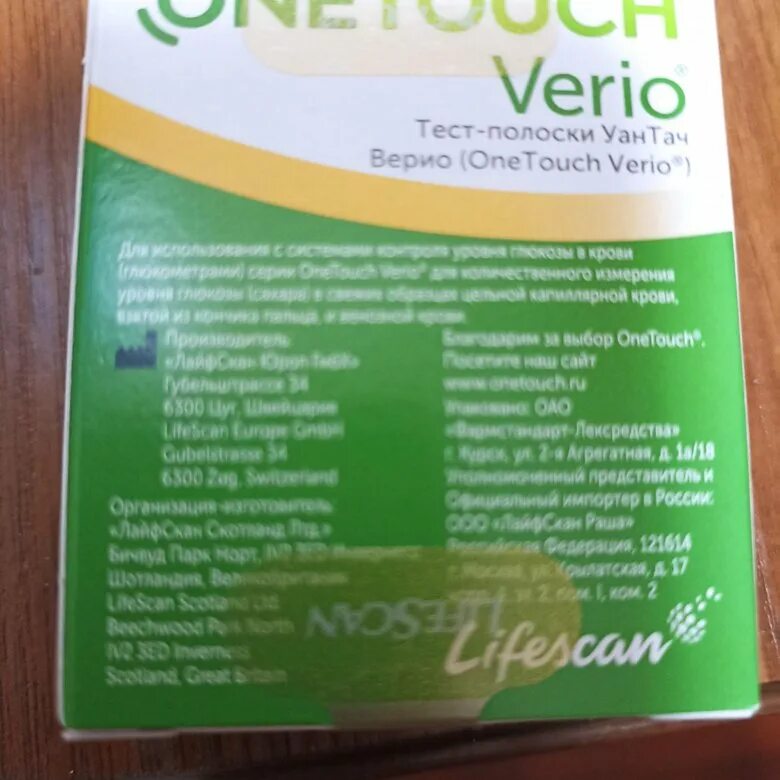 ONETOUCH
Verio®
Тест-полоски УанТач
Верио (OneTouch Verio®)
Для использования с системами контроля уровня глюкозы в крови
(глюкометрами) серии OneTouch Verio® для количественного измерения
уровня глюкозы (сахара) в свежих образцах цельной капиллярной крови,
взятой из кончика пальца, и венозной крови.
Производитель:
«ЛайфСкан Юроп ГмбХ»
Губельштрассе 34
6300 Цуг, Швейцария
LifeScan Europe GmbH
Gubelstrasse 34
6300 Zug, Switzerland
Организация-изготовитель:
«ЛайфСкан Скотланд Лтд.»
Бичвуд Парк Норт, IV2 3ED Инвернесс
Шотландия, Великобритания
LifeScan Scotland Ltd
Beechwood Park North
IV2 3ED Inverness
Scotland, Great Britain
Благодарим за выбор OneTouch®.
Посетите наш сайт
www.onetouch.ru
Упаковано: ОАО
«Фармстандарт-Лексредства»
г. Курск, ул. 2-я Агрегатная, д. 1а/18
Уполномоченный представитель и
Официальный импортер в России:
ООО «ЛайфСкан Раша»
Российская Федерация, 121614
г. Москва, ул. Крылатская, д. 17
2, пом. I, ком. 2
LIFESCAN
Lifescan